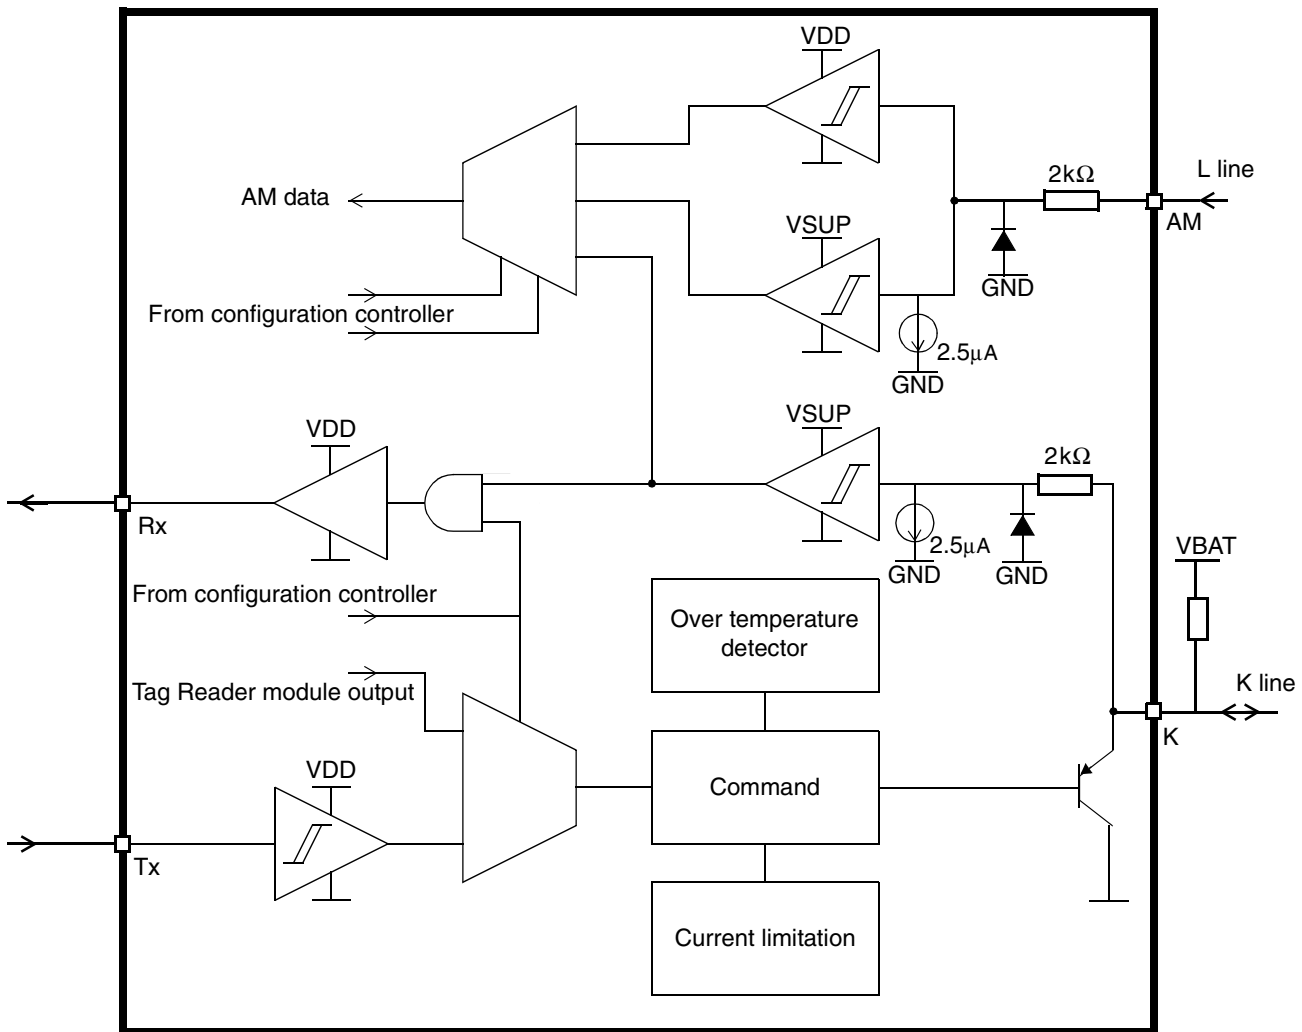 VDD
2kΩ
L line
AM data
AM
VSUP
GND
From configuration controller
2.5µA
GND
VSUP
VDD
2kΩ
Rx
2.5µA
VBAT
GND
GND
From configuration controller
Over temperature
detector
Tag Reader module output
K line
K
VDD
Command
Tx
Current limitation